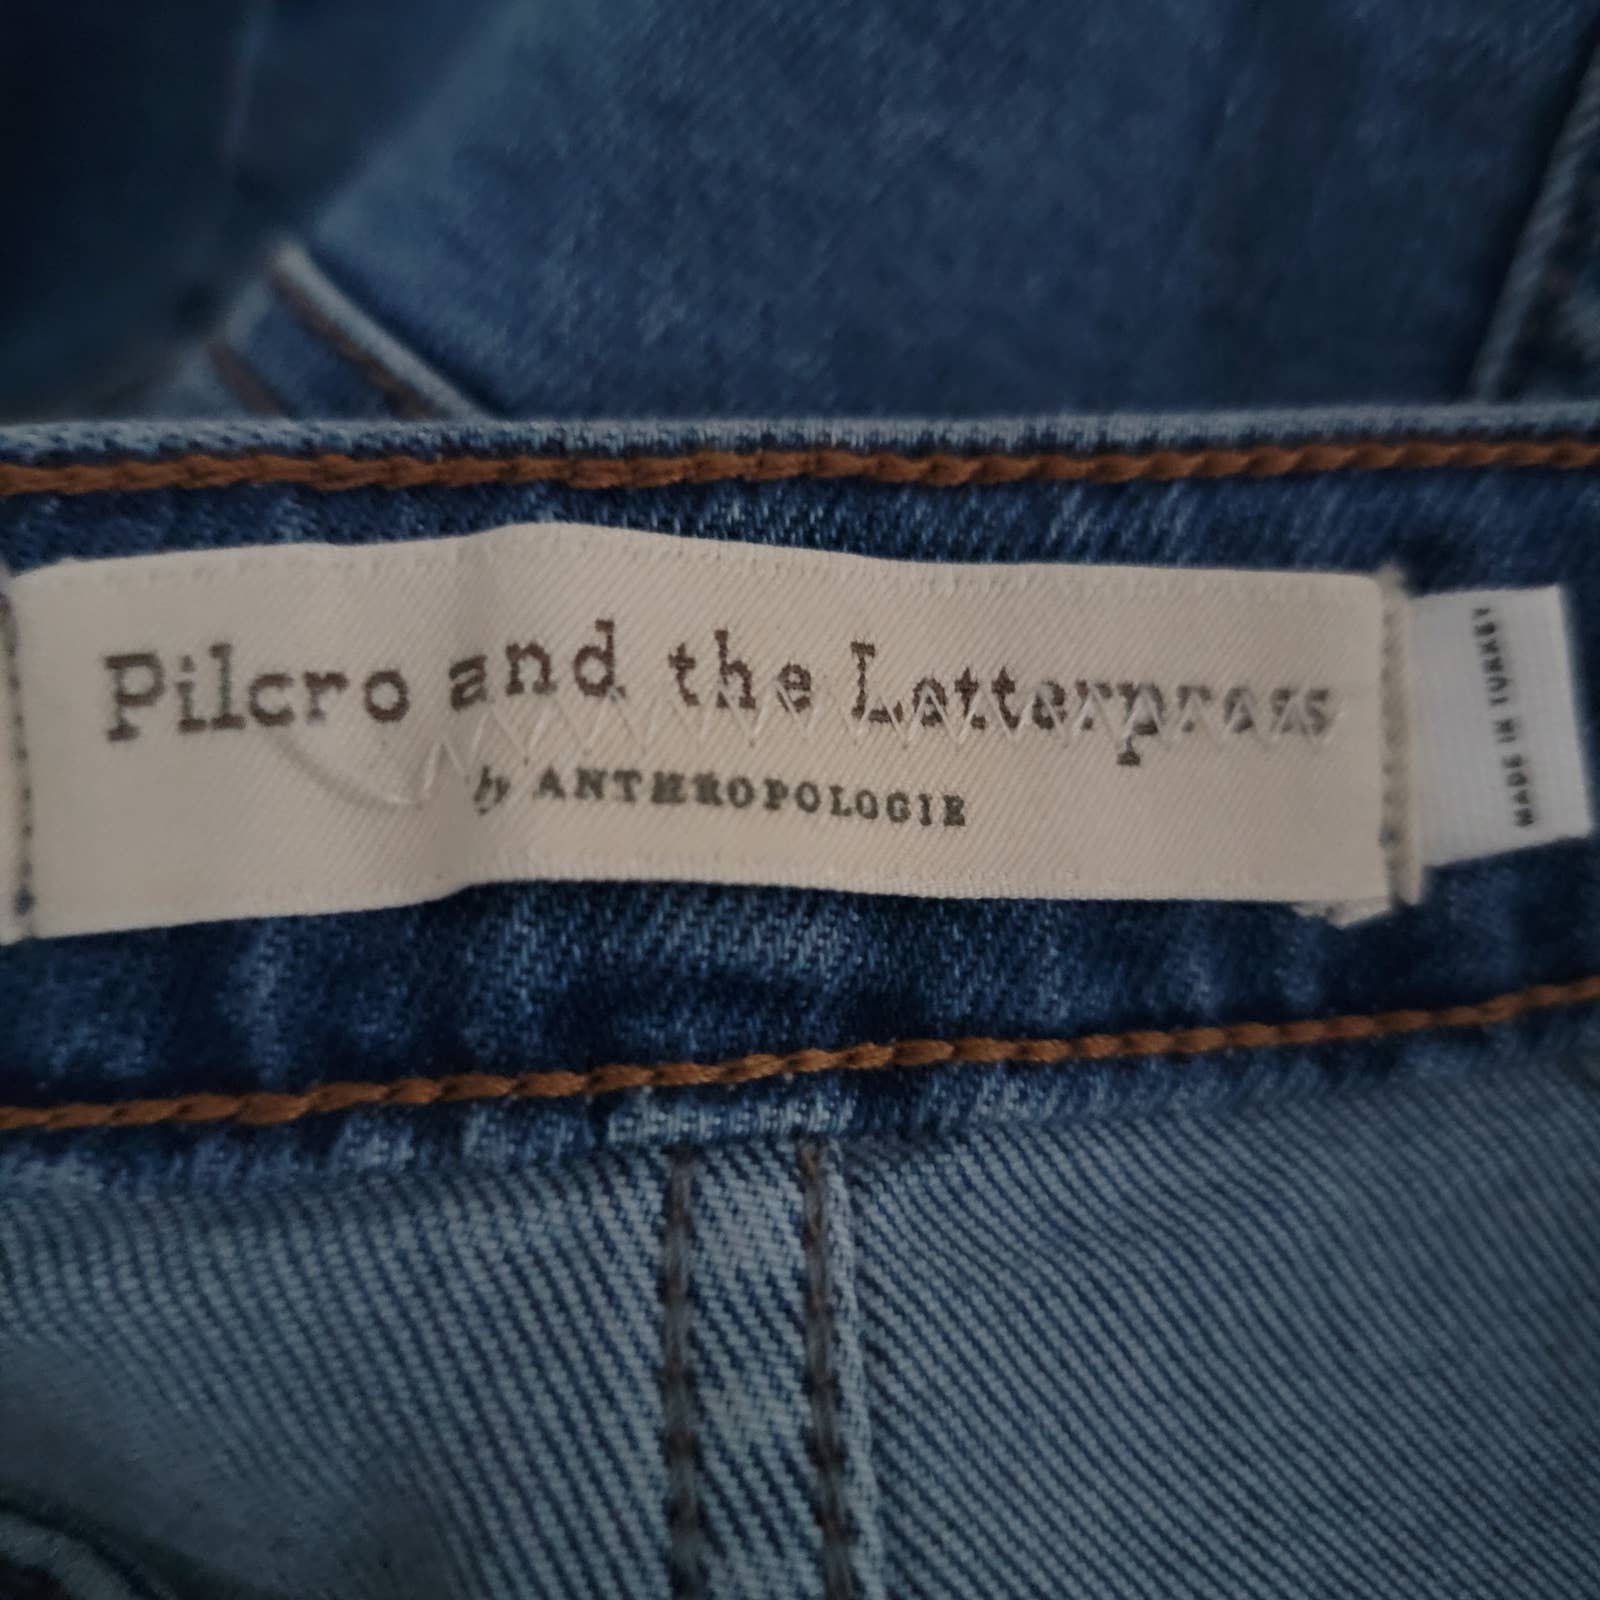 Pilcro and the Letterpress
by ANTHROPOLOGIE
MADE IN TURKEY